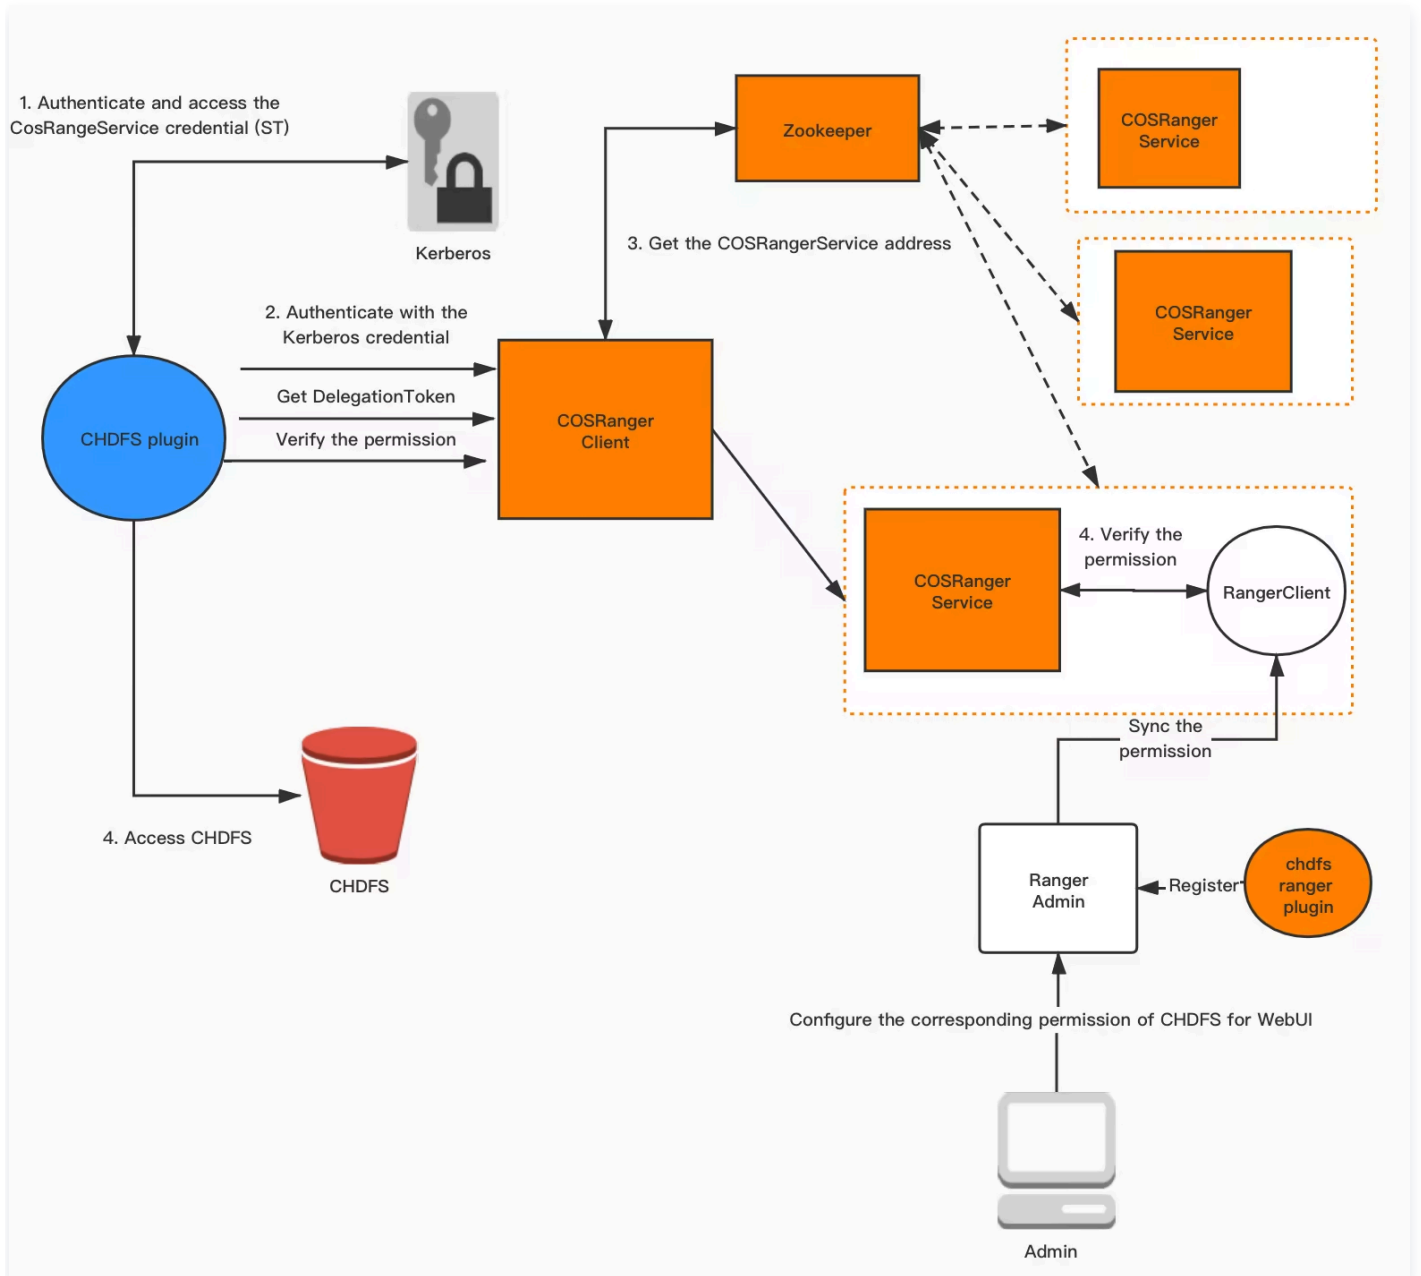 1. Authenticate and access the
CosRangeService credential (ST)
Kerberos
Zookeeper
COSRanger
Service
3. Get the COSRangerService address
COSRanger
Service
2. Authenticate with the
Kerberos credential
Get DelegationToken
Verify the permission
CHDFS plugin
COSRanger
Client
COSRanger
Service
4. Verify the
permission
RangerClient
Sync the
permission
4. Access CHDFS
CHDFS
Ranger
Admin
Register
chdfs
ranger
plugin
Configure the corresponding permission of CHDFS for WebUI
Admin